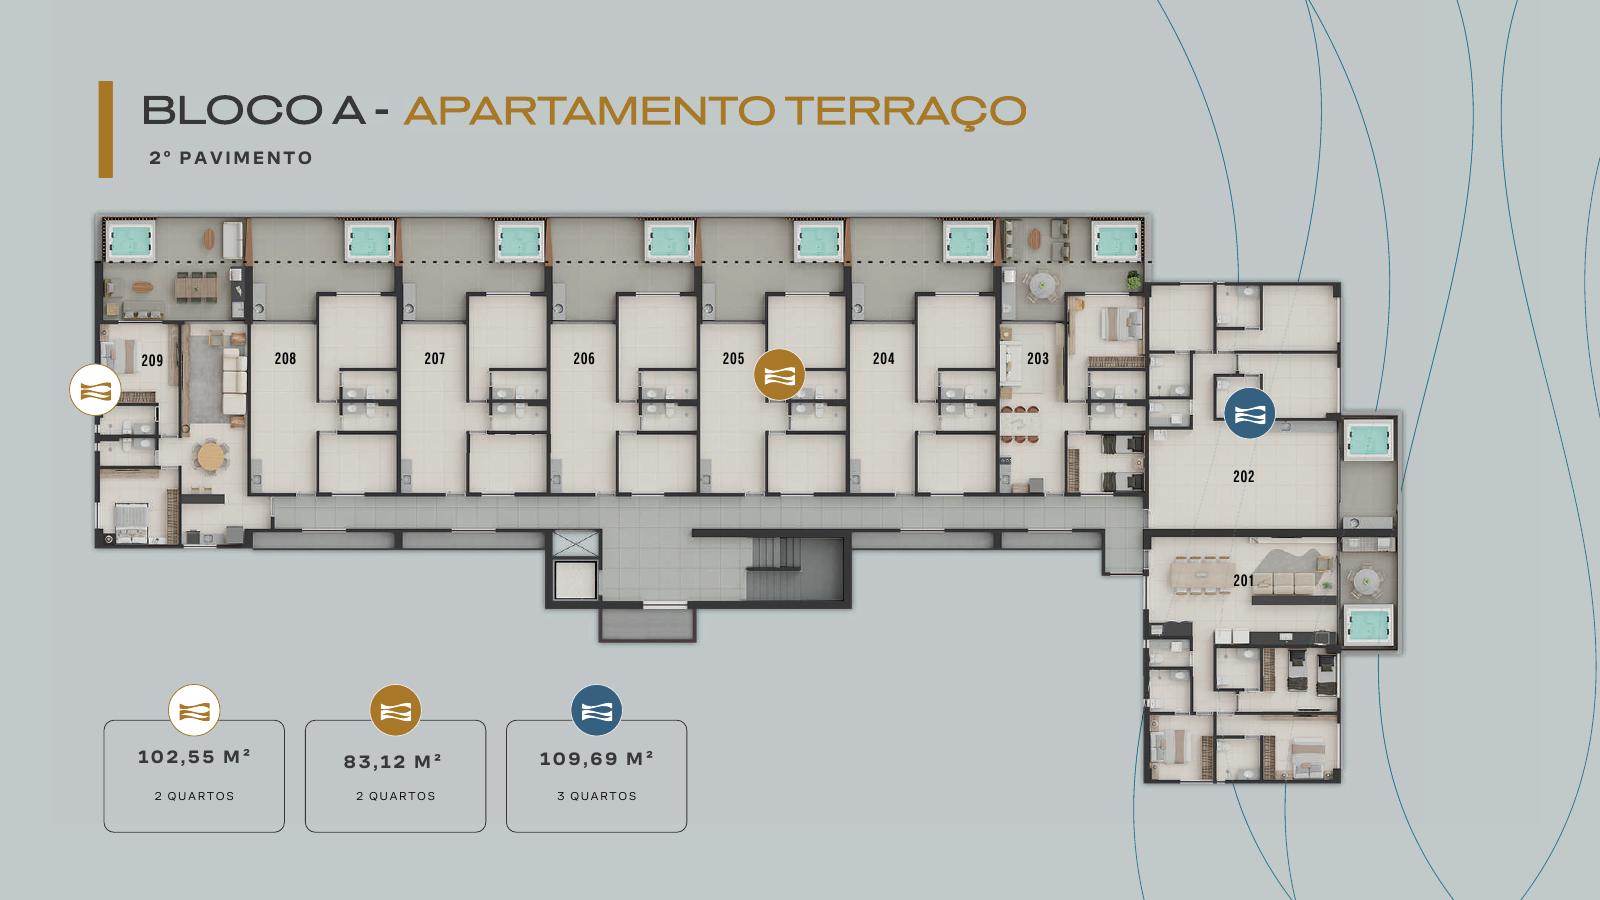 BLOCO A - APARTAMENTO TERRAÇO
2º PAVIMENTO
209
208
207
206
205
204
203
202
201
102,55 M²
2 QUARTOS
83,12 M²
2 QUARTOS
109,69 M²
3 QUARTOS